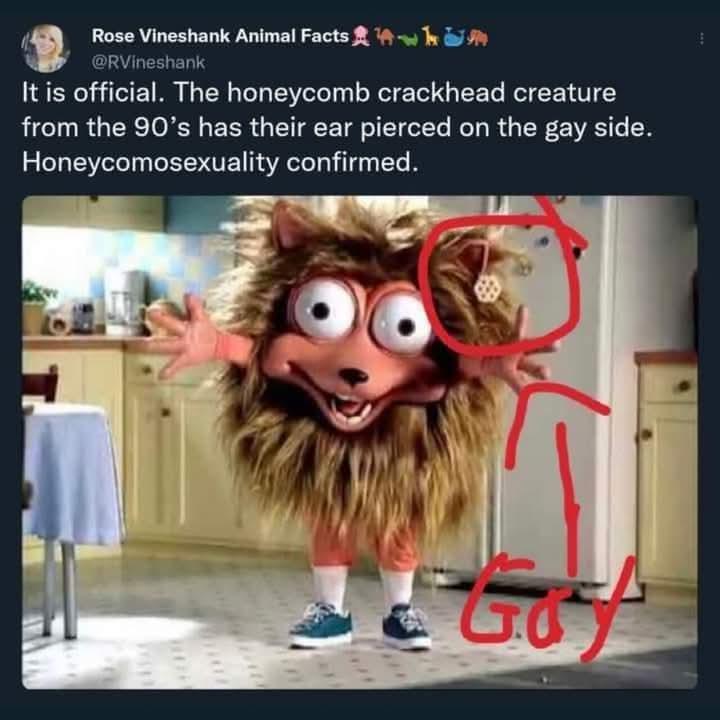 Rose Vineshank Animal Facts🐙🐪🐊🦒🐳🦣
@RVineshank
It is official. The honeycomb crackhead creature
from the 90’s has their ear pierced on the gay side.
Honeycomosexuality confirmed.
Gay